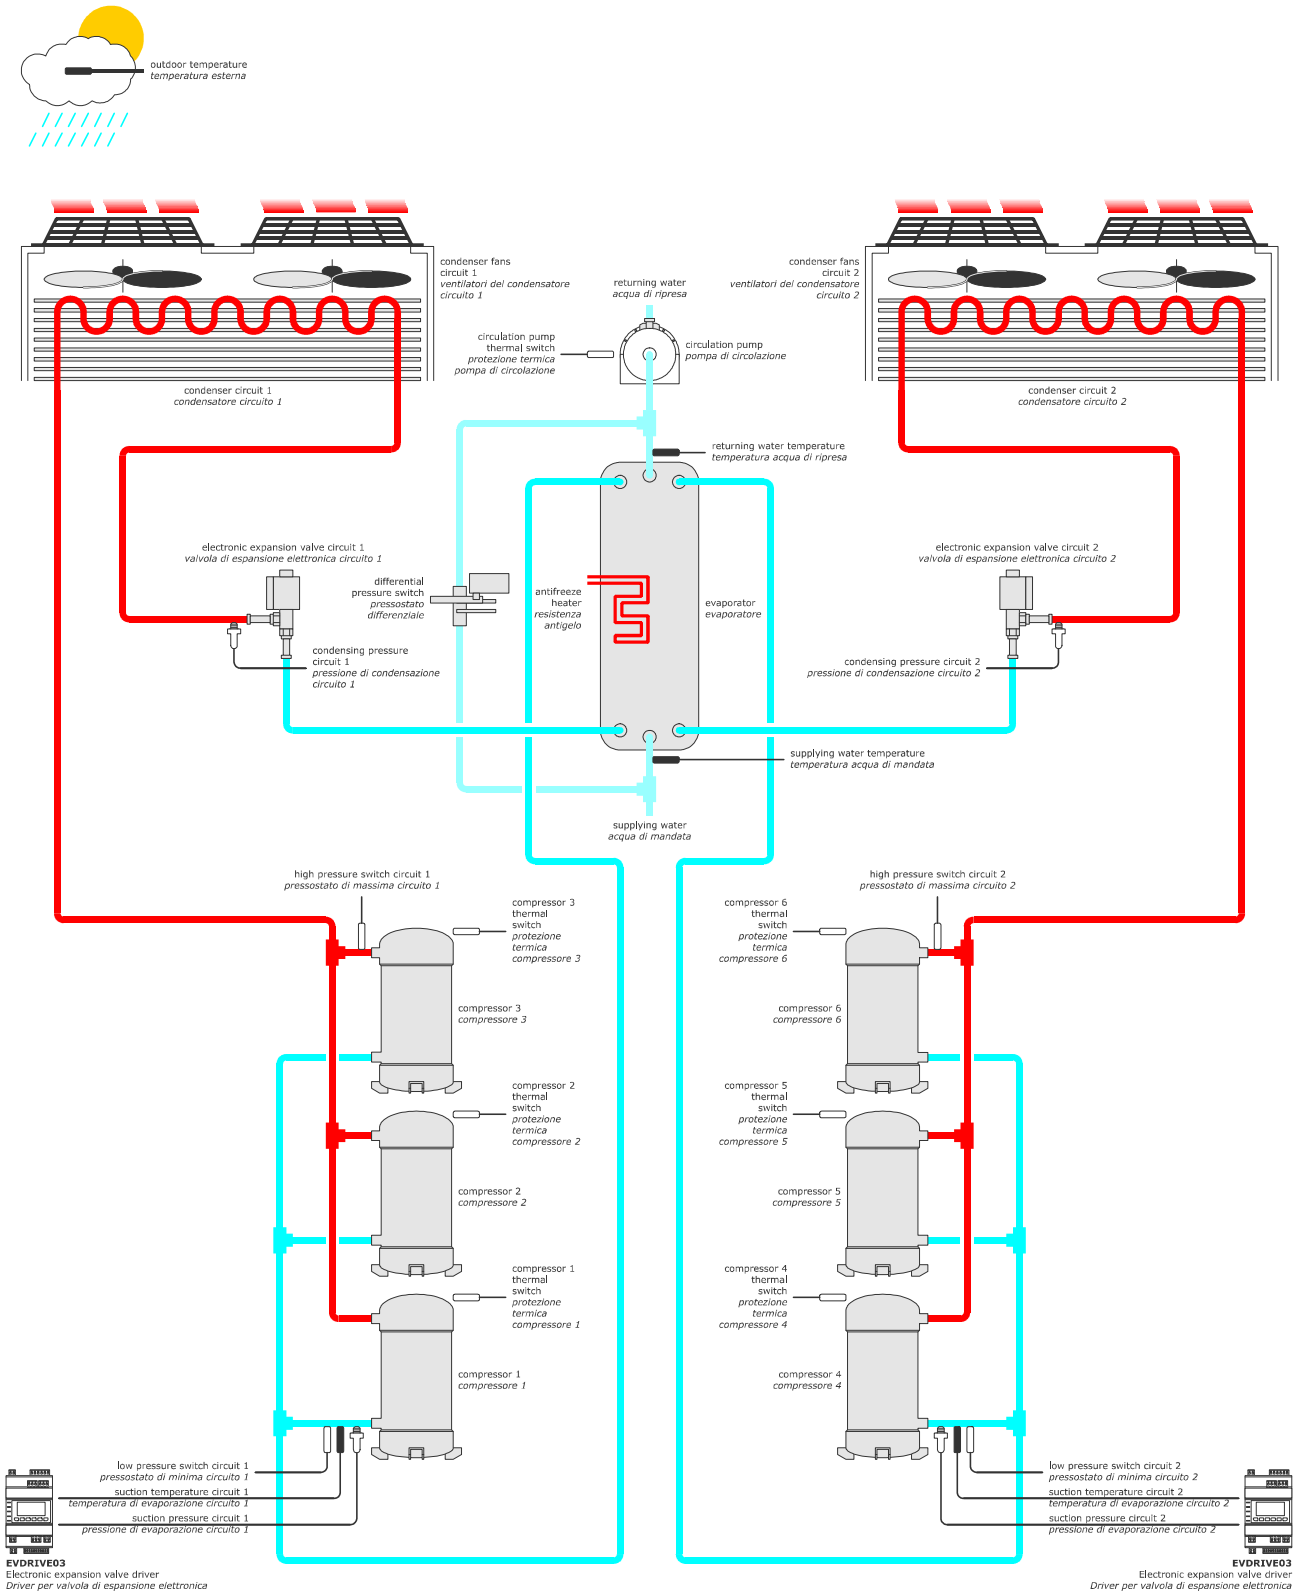 outdoor temperature
temperatura esterna
condenser fans
circuit 1
ventilatori del condensatore
circuito 1
returning water
acqua di ripresa
condenser fans
circuit 2
ventilatori del condensatore
circuito 2
circulation pump
thermal switch
protezione termica
pompa di circolazione
circulation pump
pompa di circolazione
condenser circuit 1
condensatore circuito 1
condenser circuit 2
condensatore circuito 2
returning water temperature
temperatura acqua di ripresa
electronic expansion valve circuit 1
valvola di espansione elettronica circuito 1
electronic expansion valve circuit 2
valvola di espansione elettronica circuito 2
differential
pressure switch
pressostato
differenziale
antifreeze
heater
resistenza
antigelo
evaporator
evaporatore
condensing pressure
circuit 1
pressione di condensazione
circuito 1
condensing pressure circuit 2
pressione di condensazione circuito 2
supplying water temperature
temperatura acqua di mandata
supplying water
acqua di mandata
high pressure switch circuit 1
pressostato di massima circuito 1
high pressure switch circuit 2
pressostato di massima circuito 2
compressor 3
thermal
switch
protezione
termica
compressore 3
compressor 6
thermal
switch
protezione
termica
compressore 6
compressor 3
compressore 3
compressor 6
compressore 6
compressor 2
thermal
switch
protezione
termica
compressore 2
compressor 5
thermal
switch
protezione
termica
compressore 5
compressor 2
compressore 2
compressor 5
compressore 5
compressor 1
thermal
switch
protezione
termica
compressore 1
compressor 4
thermal
switch
protezione
termica
compressore 4
compressor 1
compressore 1
compressor 4
compressore 4
low pressure switch circuit 1
pressostato di minima circuito 1
suction temperature circuit 1
temperatura di evaporazione circuito 1
suction pressure circuit 1
pressione di evaporazione circuito 1
low pressure switch circuit 2
pressostato di minima circuito 2
suction temperature circuit 2
temperatura di evaporazione circuito 2
suction pressure circuit 2
pressione di evaporazione circuito 2
EVDRIVE03
Electronic expansion valve driver
Driver per valvola di espansione elettronica
EVDRIVE03
Electronic expansion valve driver
Driver per valvola di espansione elettronica